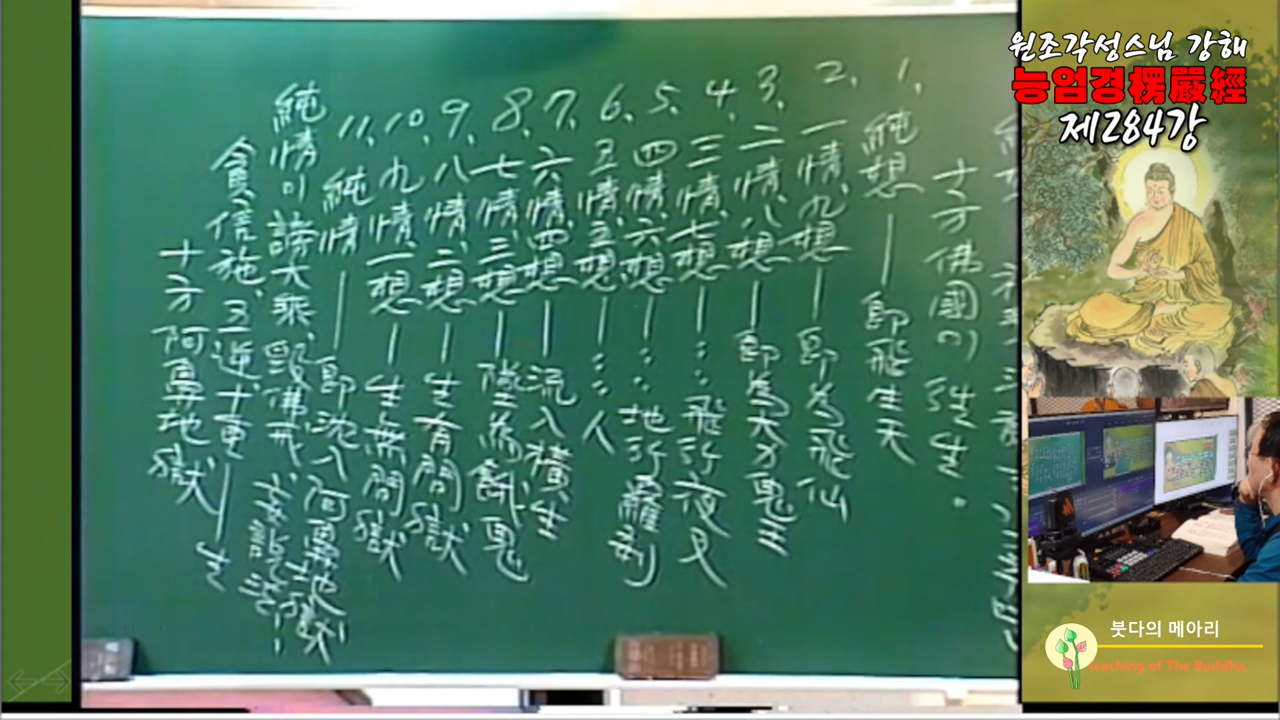 원조각성스님 강해
능엄경楞嚴經
제284강
十方佛國이 往生。
1, 純想 — 卽飛生天
2, 一情、九想 — 卽爲飛仙
3, 二情、八想 — 卽爲大力鬼王
4, 三情、七想 — 〃 飛行夜叉
5, 四情、六想 — 〃 地行羅刹
6, 五情、五想 — 〃 人
7, 六情、四想 — 流入橫生
8, 七情、三想 — 墮爲餓鬼
9, 八情、二想 — 生有間獄
10, 九情、一想 — 生無間獄
11, 純情 — 卽沈入阿鼻地獄
純情이 謗大乘、毁佛戒、妄說法
貪信施、五逆、十重 — 生
十方阿鼻地獄
붓다의 메아리
Teaching of The Buddha